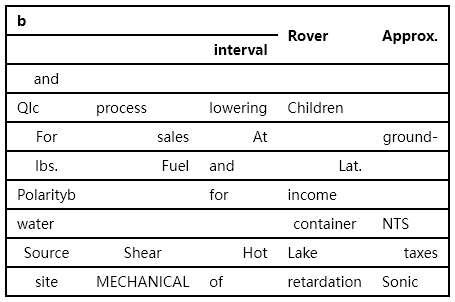 b
Rover Approx.
interval
and
Qlc process lowering Children
For sales At ground-
lbs. Fuel and Lat.
Polarityb for income
water container NTS
Source Shear Hot Lake taxes
site MECHANICAL of retardation Sonic